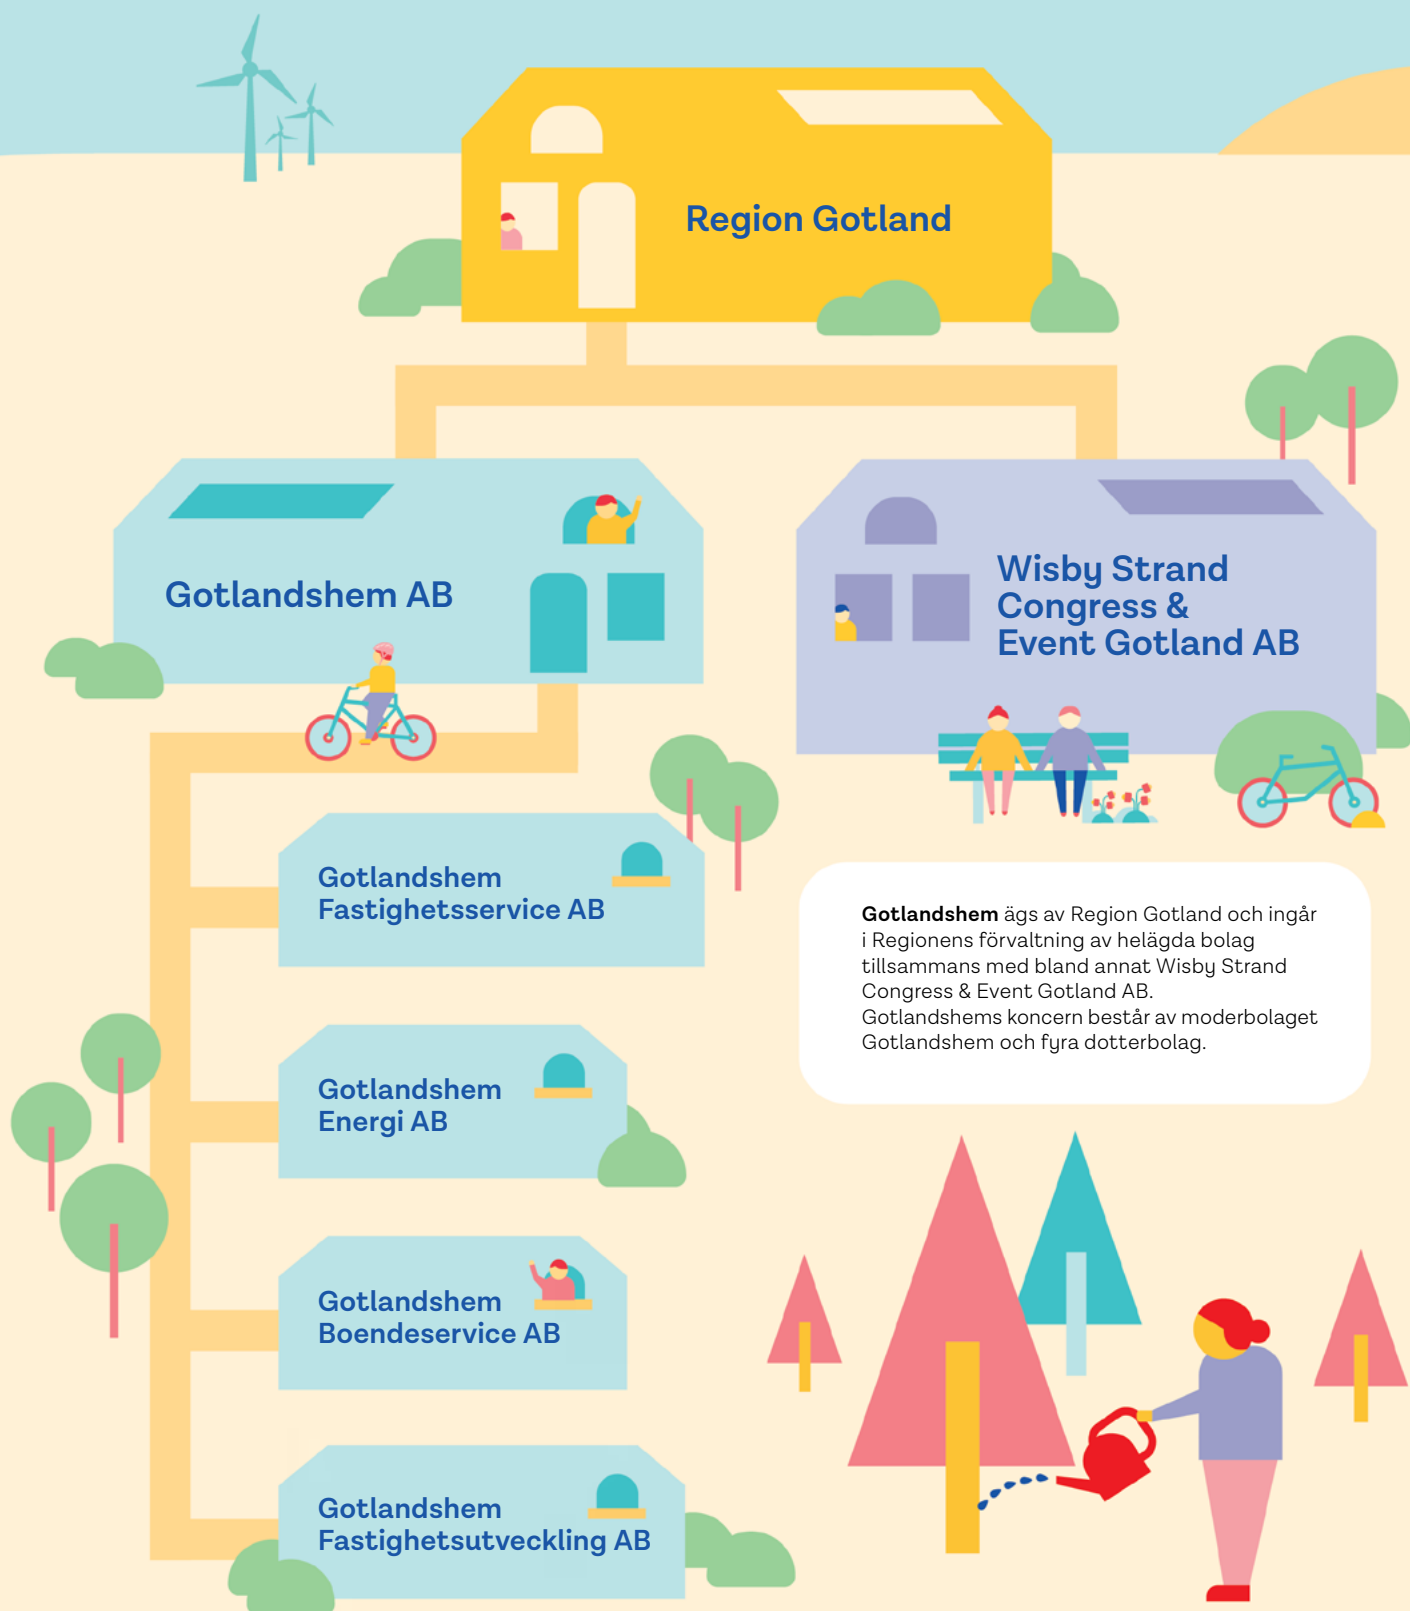 Region Gotland
Gotlandshem AB
Wisby Strand
Congress &
Event Gotland AB
Gotlandshem
Fastighetsservice AB
Gotlandshem ägs av Region Gotland och ingår
i Regionens förvaltning av helägda bolag
tillsammans med bland annat Wisby Strand
Congress & Event Gotland AB.
Gotlandshems koncern består av moderbolaget
Gotlandshem och fyra dotterbolag.
Gotlandshem
Energi AB
Gotlandshem
Boendeservice AB
Gotlandshem
Fastighetsutveckling AB